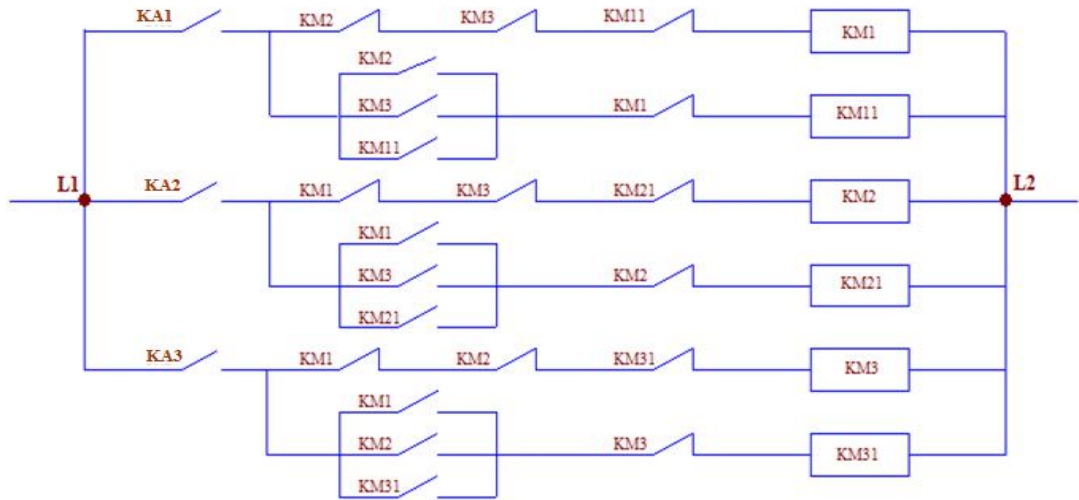 KA1 KM2 KM3 KM11 KM1
KM2
KM3 KM1 KM11
KM11
L1 KA2 KM1 KM3 KM21 KM2 L2
KM1
KM3 KM2 KM21
KM21
KA3 KM1 KM2 KM31 KM3
KM1
KM2 KM3 KM31
KM31